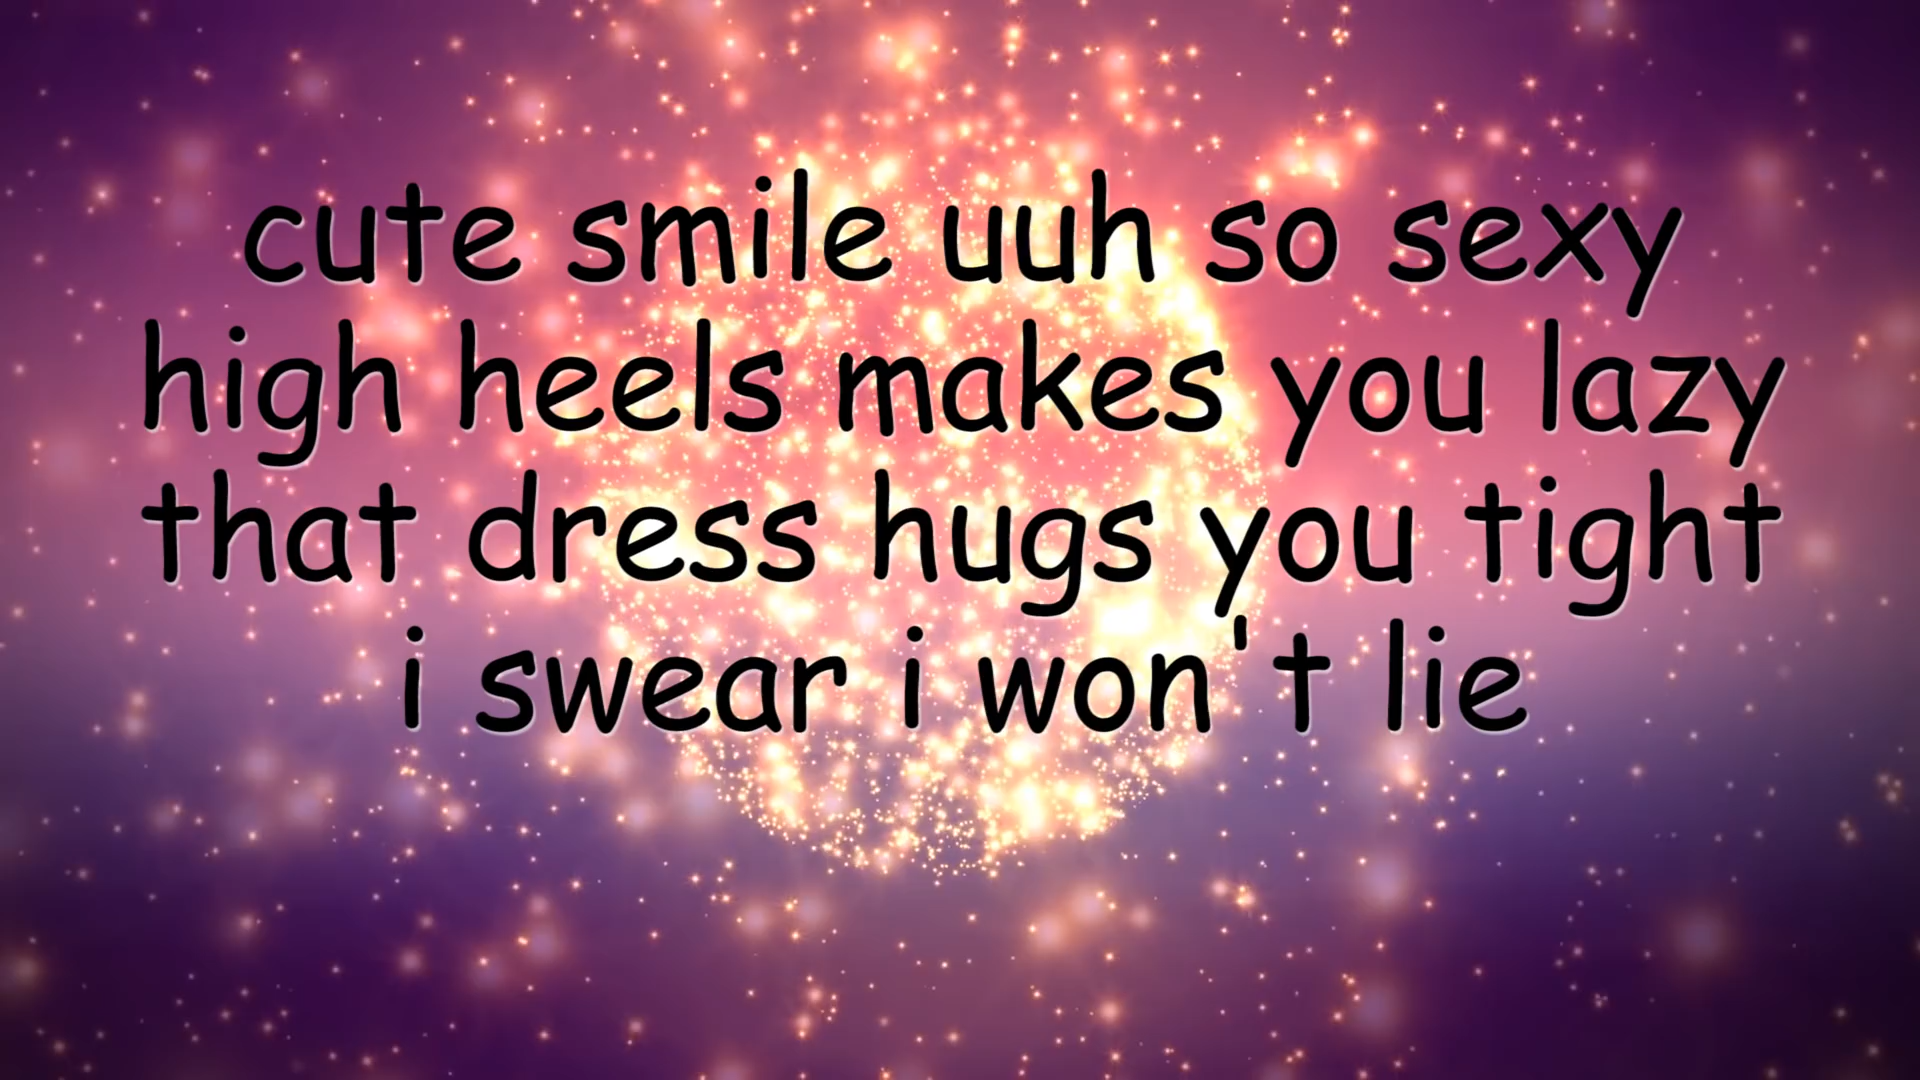 cute smile uuh so sexy
high heels makes you lazy
that dress hugs you tight
i swear i won't lie